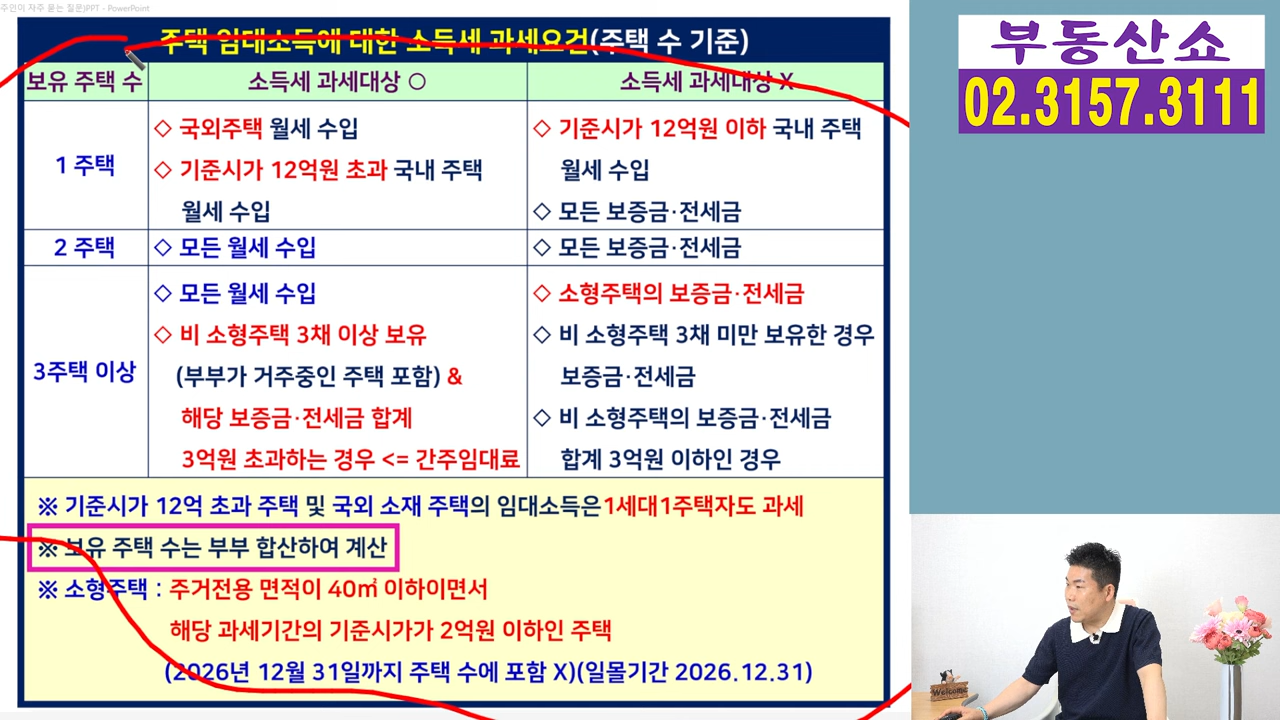 주인이 자주 묻는 질문)PPT - PowerPoint
주택 임대소득에 대한 소득세 과세요건(주택 수 기준)
보유 주택 수
소득세 과세대상 ○
소득세 과세대상 X
1 주택
◇ 국외주택 월세 수입
◇ 기준시가 12억원 초과 국내 주택
월세 수입
◇ 기준시가 12억원 이하 국내 주택
월세 수입
◇ 모든 보증금·전세금
2 주택
◇ 모든 월세 수입
◇ 모든 보증금·전세금
3주택 이상
◇ 모든 월세 수입
◇ 비 소형주택 3채 이상 보유
(부부가 거주중인 주택 포함) &
해당 보증금·전세금 합계
3억원 초과하는 경우 <= 간주임대료
◇ 소형주택의 보증금·전세금
◇ 비 소형주택 3채 미만 보유한 경우
보증금·전세금
◇ 비 소형주택의 보증금·전세금
합계 3억원 이하인 경우
※ 기준시가 12억 초과 주택 및 국외 소재 주택의 임대소득은 1세대1주택자도 과세
※ 보유 주택 수는 부부 합산하여 계산
※ 소형주택 : 주거전용 면적이 40㎡ 이하이면서
해당 과세기간의 기준시가가 2억원 이하인 주택
(2026년 12월 31일까지 주택 수에 포함 X)(일몰기간 2026.12.31)
부동산쇼
02.3157.3111
Welcome